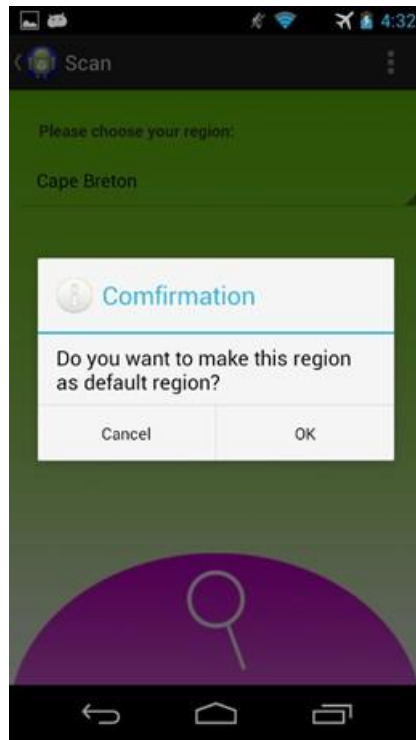 4:32
Scan
Please choose your region:
Cape Breton
Comfirmation
Do you want to make this region
as default region?
Cancel
OK